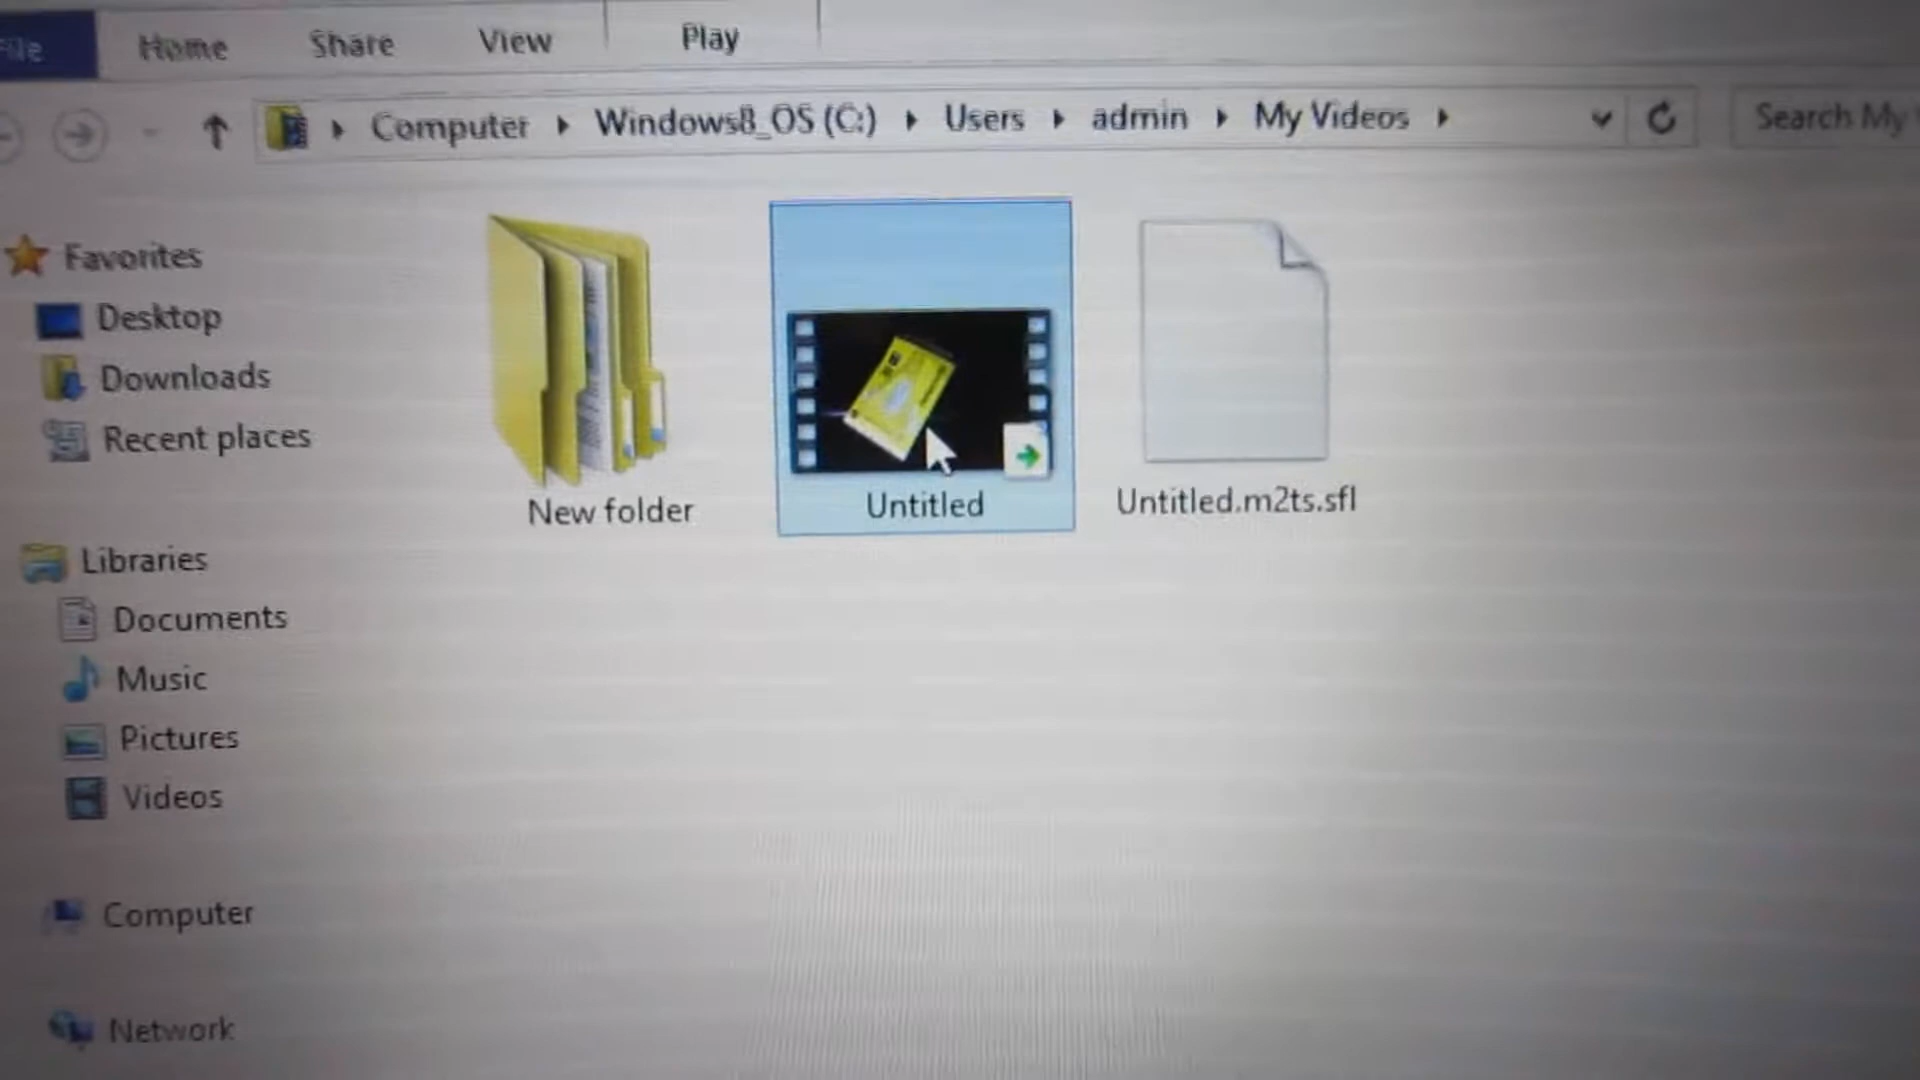 File Home Share View Play
Computer Windows8_OS (C:) Users admin My Videos
Search My
Favorites
Desktop
Downloads
Recent places
Libraries
Documents
Music
Pictures
Videos
Computer
Network
New folder
Untitled
Untitled.m2ts.sfl